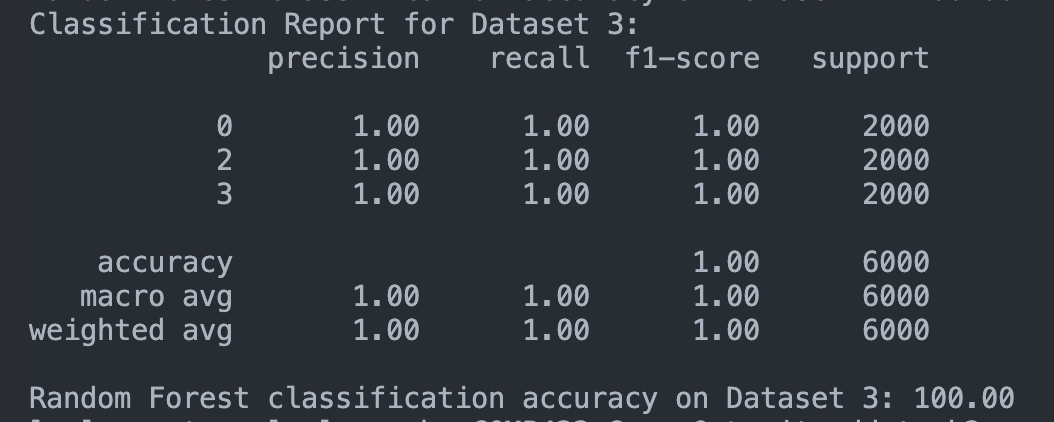 Classification Report for Dataset 3:
precision recall f1-score support
0 1.00 1.00 1.00 2000
2 1.00 1.00 1.00 2000
3 1.00 1.00 1.00 2000
accuracy 1.00 6000
macro avg 1.00 1.00 1.00 6000
weighted avg 1.00 1.00 1.00 6000
Random Forest classification accuracy on Dataset 3: 100.00